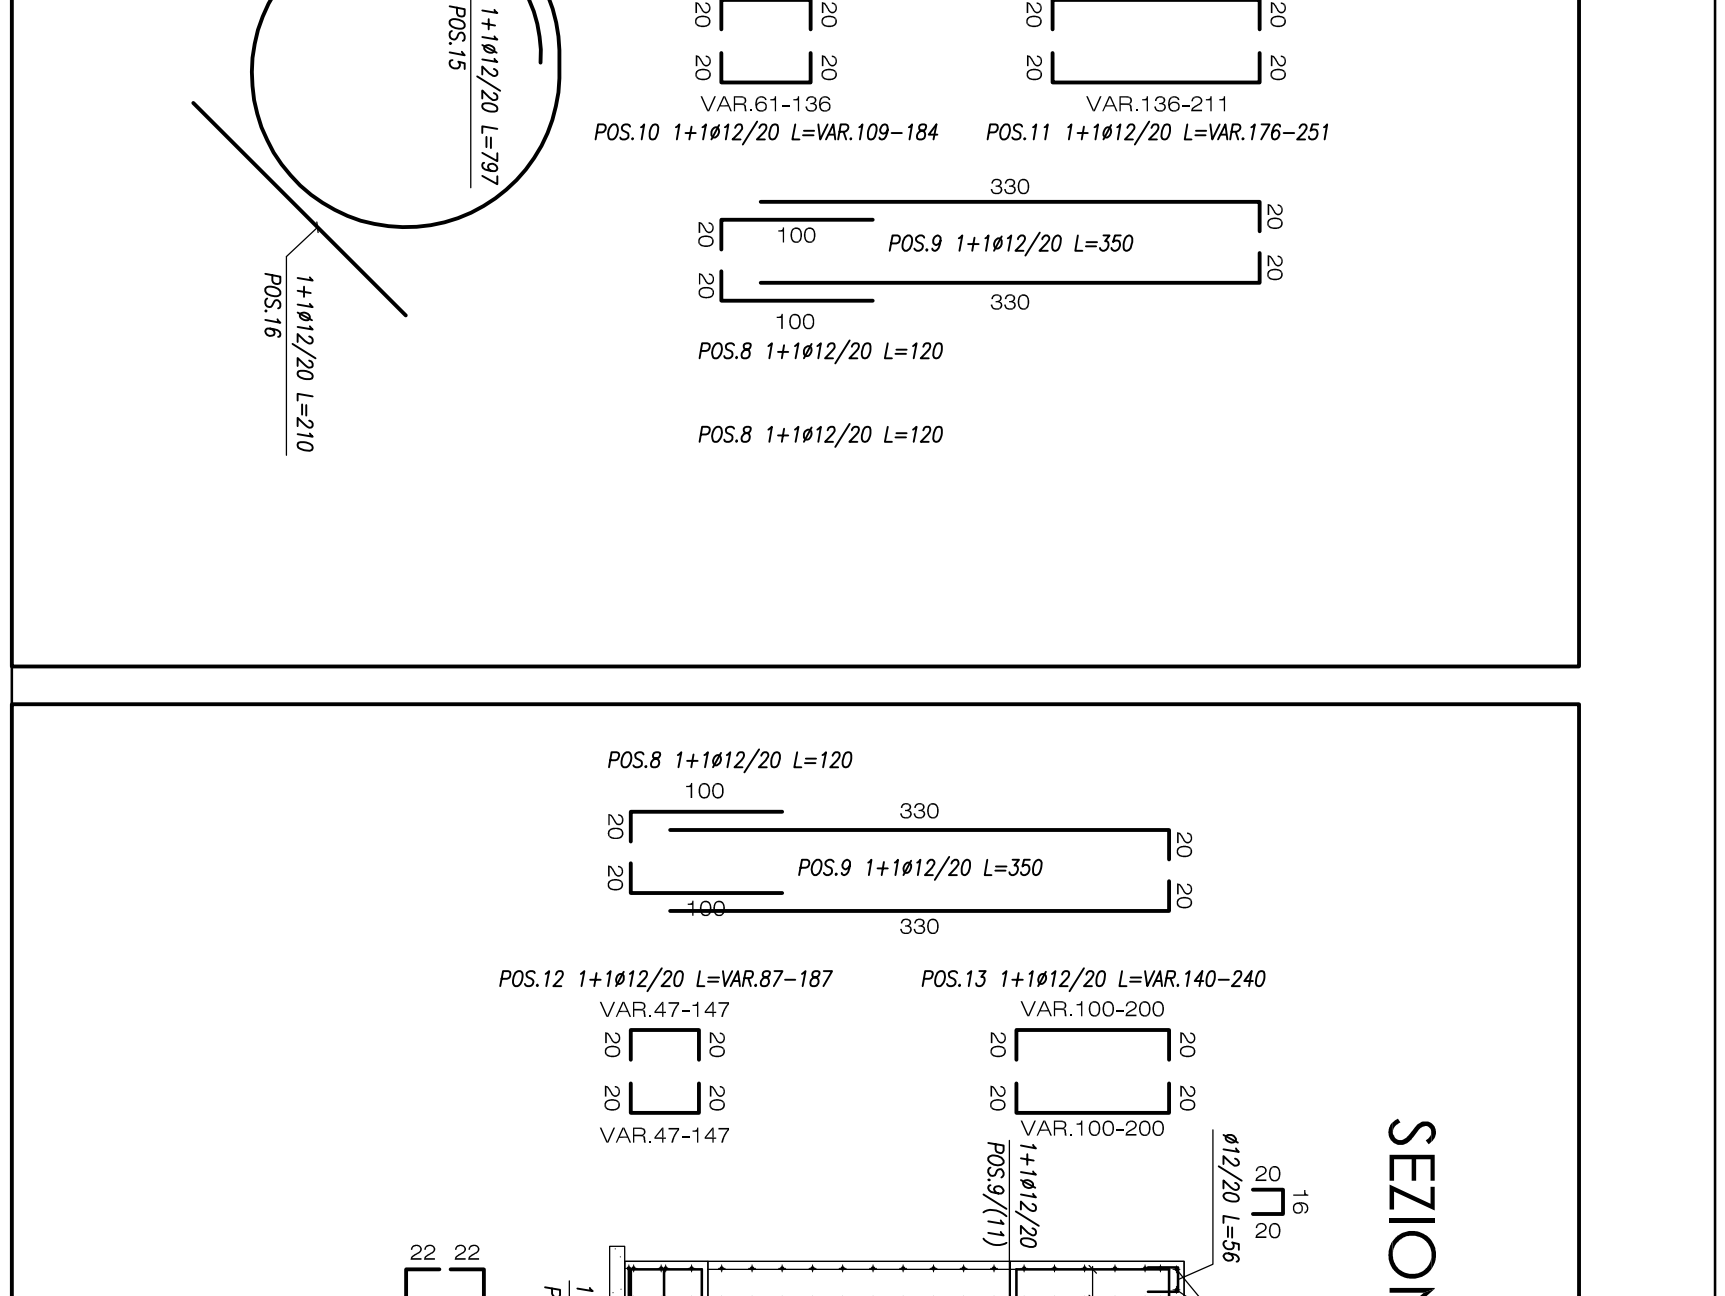 20 20 20 20
20 20 20 20
VAR.61-136 VAR.136-211
POS.10 1+1ø12/20 L=VAR.109-184 POS.11 1+1ø12/20 L=VAR.176-251
1+1ø12/20 L=797
POS.15
330
20
20
100
POS.9 1+1ø12/20 L=350
20
20
330
100
POS.8 1+1ø12/20 L=120
1+1ø12/20 L=210
POS.16
POS.8 1+1ø12/20 L=120
POS.8 1+1ø12/20 L=120
100
330
20
20
POS.9 1+1ø12/20 L=350
20
20
100
330
POS.12 1+1ø12/20 L=VAR.87-187 POS.13 1+1ø12/20 L=VAR.140-240
VAR.47-147 VAR.100-200
20 20 20 20
20 20 20 20
VAR.47-147 VAR.100-200
1+1ø12/20
POS.9/(11)
ø12/20 L=56
20
16
20
22 22
SEZION